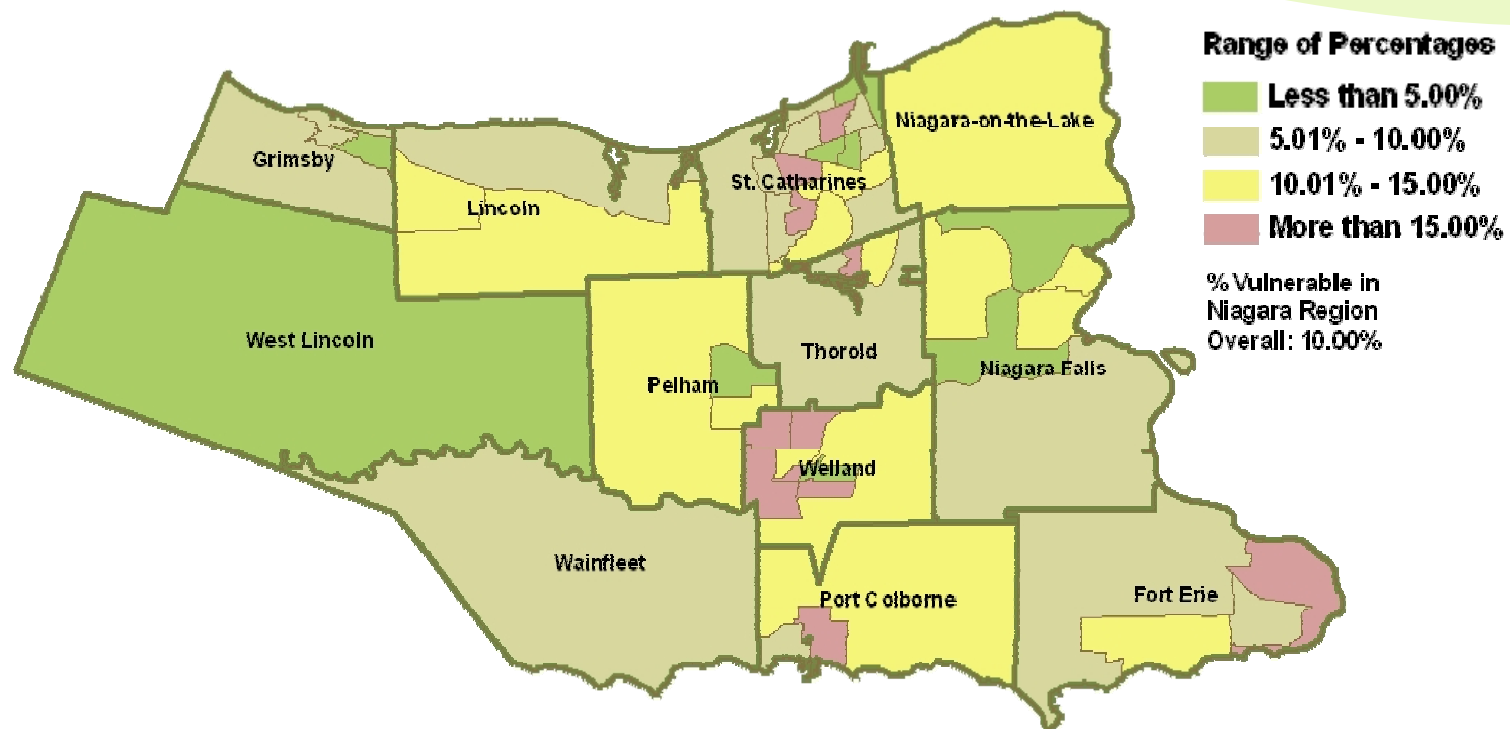 Range of Percentages
Less than 5.00%
5.01% - 10.00%
10.01% - 15.00%
More than 15.00%
% Vulnerable in
Niagara Region
Overall: 10.00%
Niagara-on-the-Lake
Grimsby
St. Catharines
Lincoln
West Lincoln
Thorold
Niagara Falls
Pelham
Welland
Wainfleet
Port Colborne
Fort Erie